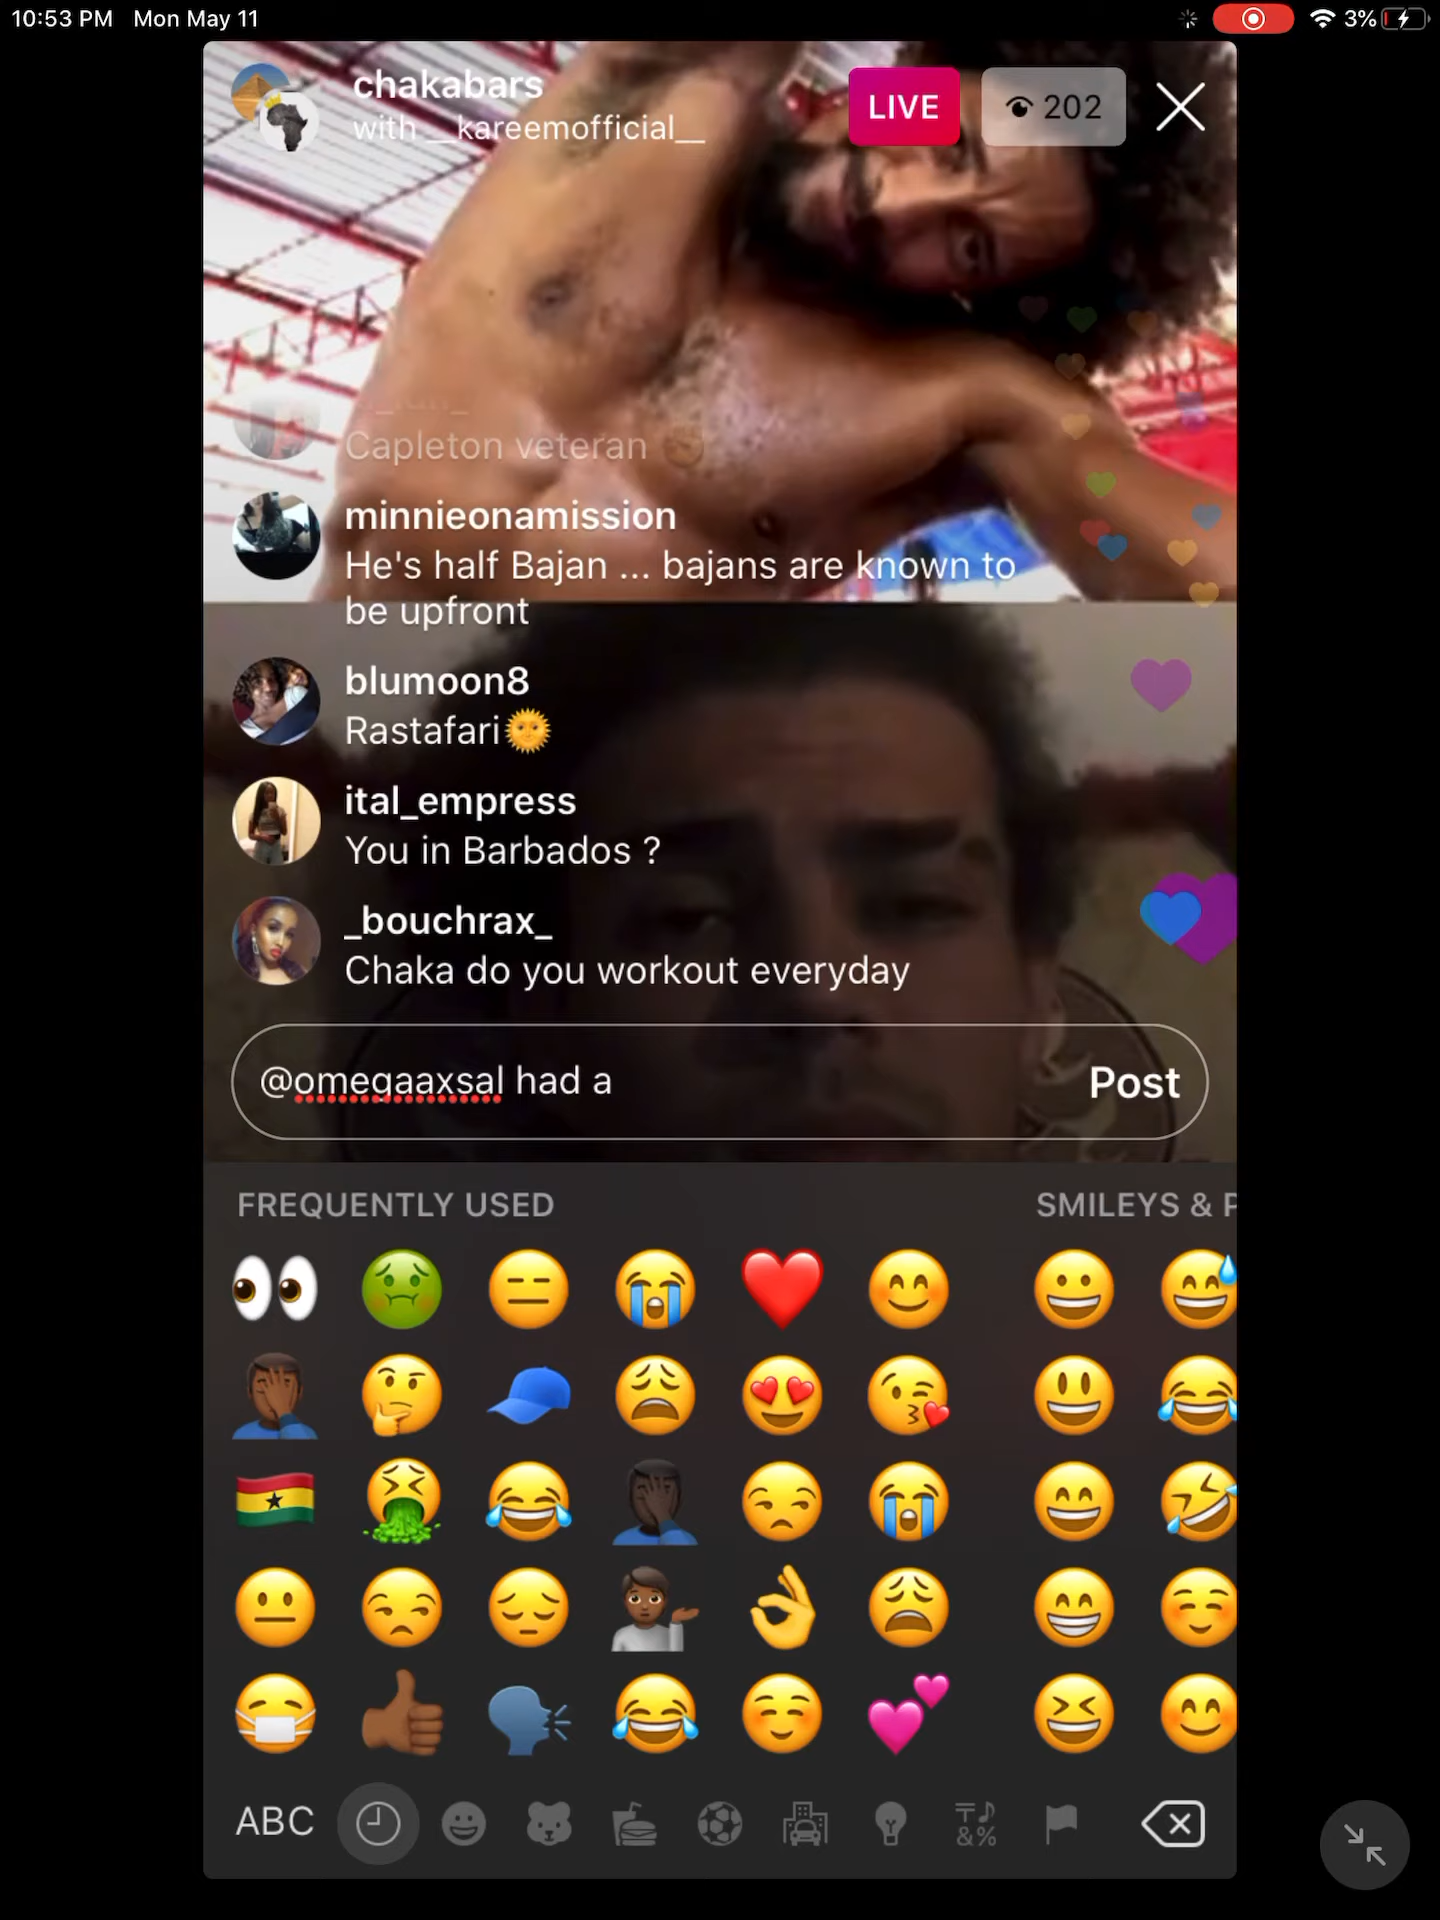 10:53 PM Mon May 11
3%
chakabars
with __kareemofficial__
LIVE
202
Capleton veteran
minnieonamission
He's half Bajan ... bajans are known to
be upfront
blumoon8
Rastafari
ital_empress
You in Barbados ?
_bouchrax_
Chaka do you workout everyday
@omegaaxsal had a
Post
FREQUENTLY USED
SMILEYS & P
ABC
&%